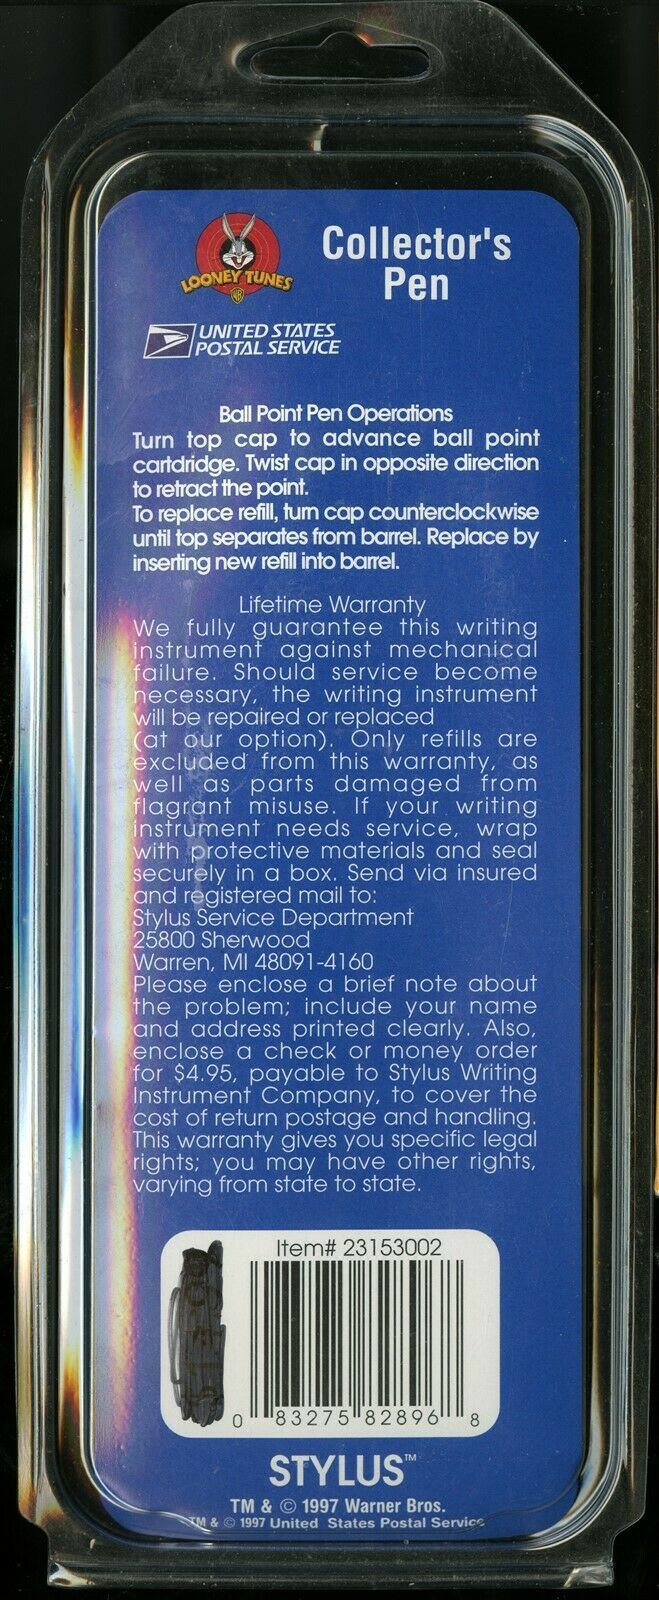 LOONEY TUNES
WB
Collector's
Pen
UNITED STATES
POSTAL SERVICE
Ball Point Pen Operations
Turn top cap to advance ball point
cartdridge. Twist cap in opposite direction
to retract the point.
To replace refill, turn cap counterclockwise
until top separates from barrel. Replace by
inserting new refill into barrel.
Lifetime Warranty
We fully guarantee this writing
instrument against mechanical
failure. Should service become
necessary, the writing instrument
will be repaired or replaced
(at our option). Only refills are
excluded from this warranty, as
well as parts damaged from
flagrant misuse. If your writing
instrument needs service, wrap
with protective materials and seal
securely in a box. Send via insured
and registered mail to:
Stylus Service Department
25800 Sherwood
Warren, MI 48091-4160
Please enclose a brief note about
the problem; include your name
and address printed clearly. Also,
enclose a check or money order
for $4.95, payable to Stylus Writing
Instrument Company, to cover the
cost of return postage and handling.
This warranty gives you specific legal
rights; you may have other rights,
varying from state to state.
Item# 23153002
0 83275 82896 8
STYLUS™
TM & © 1997 Warner Bros.
TM & © 1997 United States Postal Service